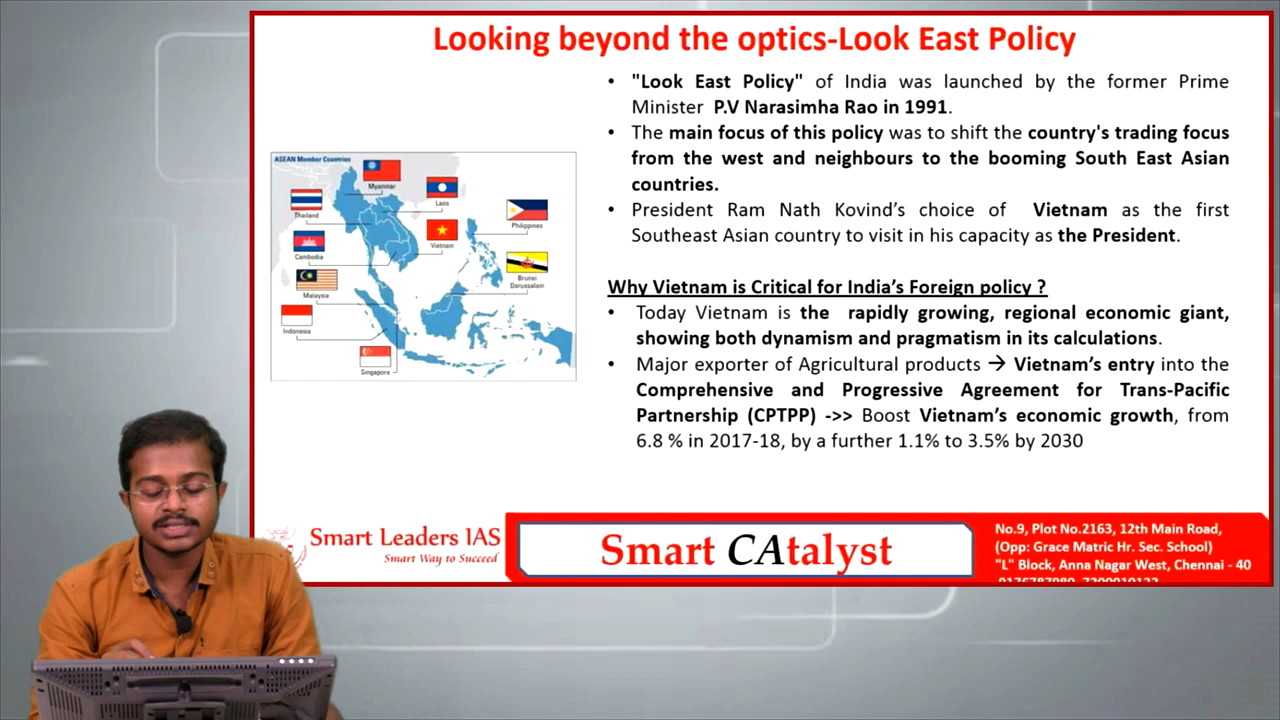 Looking beyond the optics-Look East Policy
• "Look East Policy" of India was launched by the former Prime
Minister P.V Narasimha Rao in 1991.
• The main focus of this policy was to shift the country's trading focus
from the west and neighbours to the booming South East Asian
countries.
• President Ram Nath Kovind's choice of Vietnam as the first
Southeast Asian country to visit in his capacity as the President.
Why Vietnam is Critical for India's Foreign policy ?
• Today Vietnam is the rapidly growing, regional economic giant,
showing both dynamism and pragmatism in its calculations.
• Major exporter of Agricultural products → Vietnam's entry into the
Comprehensive and Progressive Agreement for Trans-Pacific
Partnership (CPTPP) ->> Boost Vietnam's economic growth, from
6.8 % in 2017-18, by a further 1.1% to 3.5% by 2030
ASEAN Member Countries
Myanmar
Laos
Thailand
Philippines
Vietnam
Cambodia
Brunei
Darussalam
Malaysia
Indonesia
Singapore
Smart Leaders IAS
Smart Way to Succeed
Smart CAtalyst
No.9, Plot No.2163, 12th Main Road,
(Opp: Grace Matric Hr. Sec. School)
"L" Block, Anna Nagar West, Chennai - 40